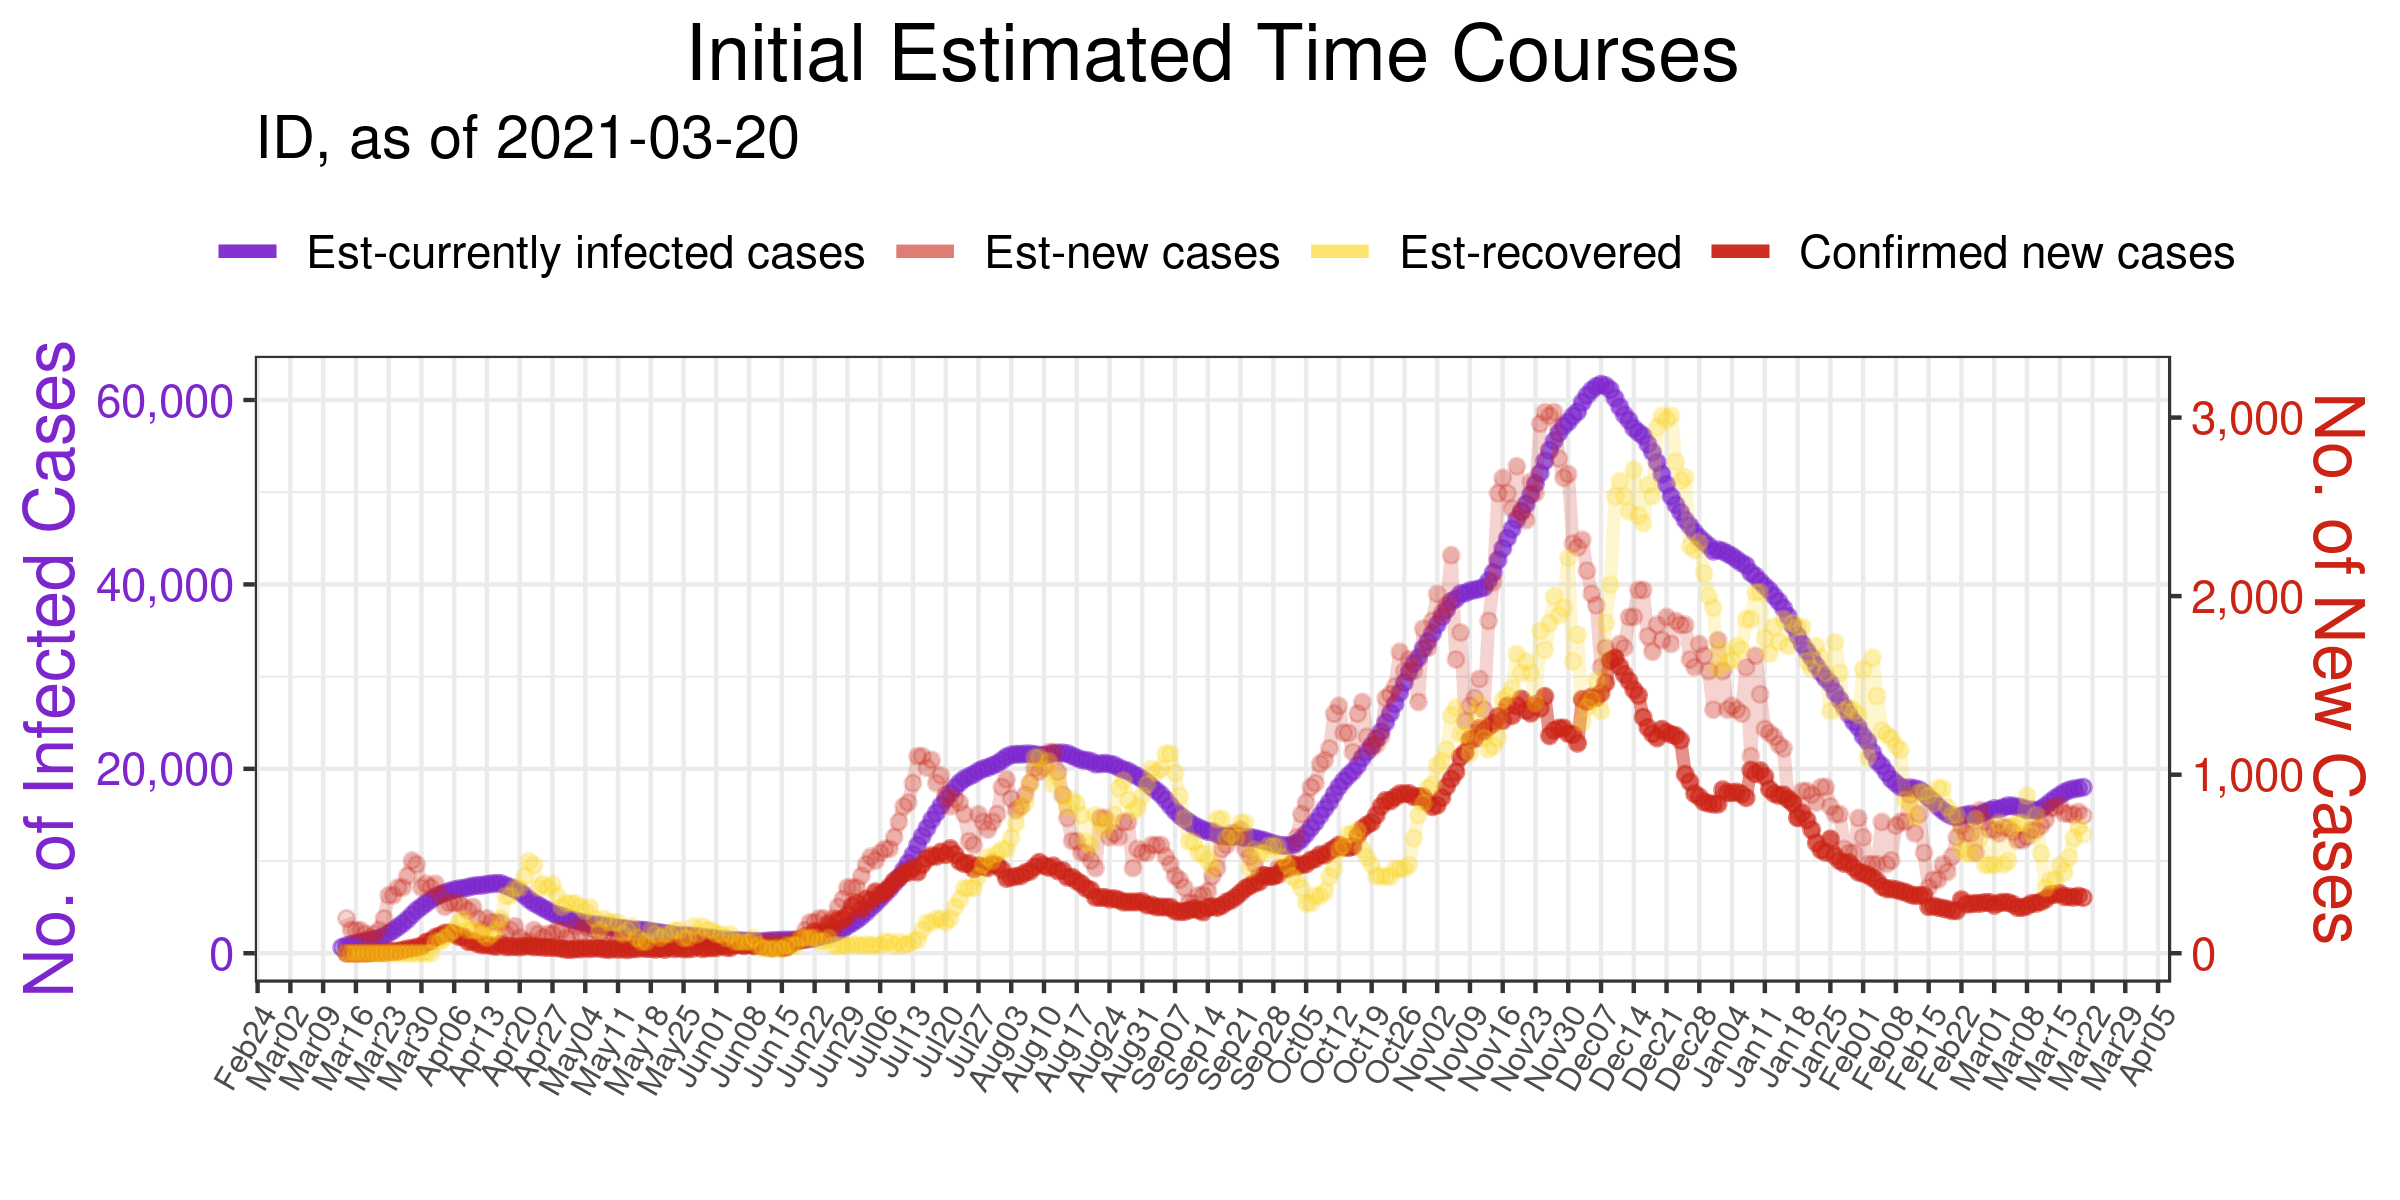 Initial Estimated Time Courses
ID, as of 2021-03-20
Est-currently infected cases Est-new cases Est-recovered Confirmed new cases
No. of Infected Cases
60,000
40,000
20,000
0
3,000
2,000
1,000
0
No. of New Cases
Feb24 Mar02 Mar09 Mar16 Mar23 Mar30 Apr06 Apr13 Apr20 Apr27 May04 May11 May18 May25 Jun01 Jun08 Jun15 Jun22 Jun29 Jul06 Jul13 Jul20 Jul27 Aug03 Aug10 Aug17 Aug24 Aug31 Sep07 Sep14 Sep21 Sep28 Oct05 Oct12 Oct19 Oct26 Nov02 Nov09 Nov16 Nov23 Nov30 Dec07 Dec14 Dec21 Dec28 Jan04 Jan11 Jan18 Jan25 Feb01 Feb08 Feb15 Feb22 Mar01 Mar08 Mar15 Mar22 Mar29 Apr05